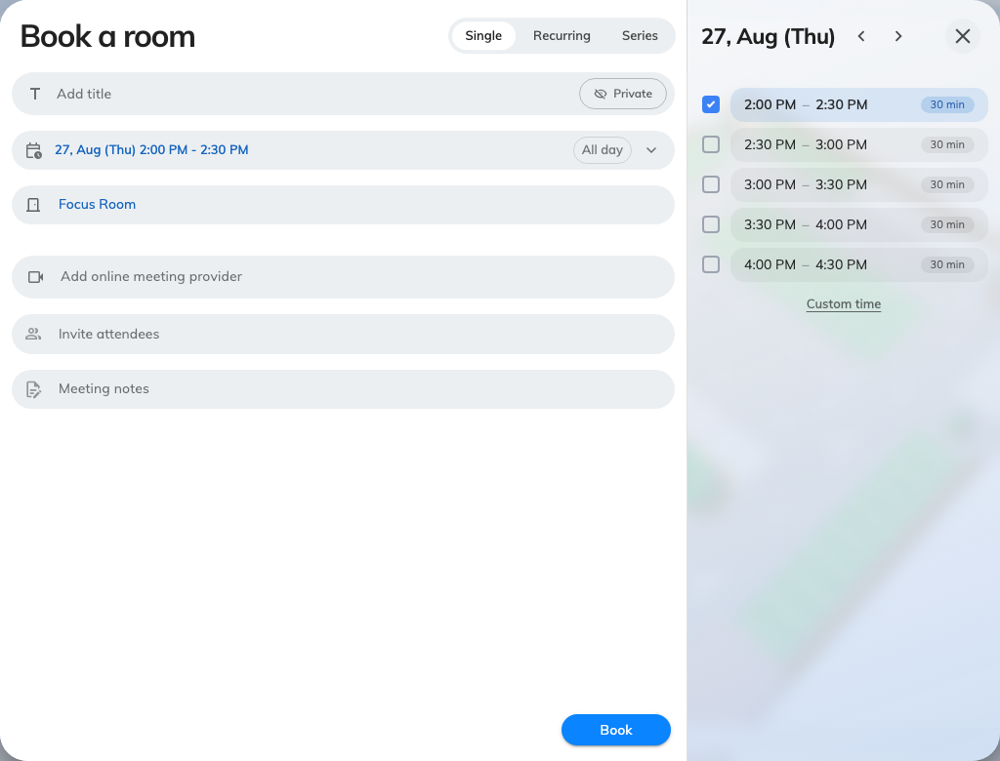 Book a room
Single Recurring Series
Add title
Private
27, Aug (Thu) 2:00 PM - 2:30 PM
All day
Focus Room
Add online meeting provider
Invite attendees
Meeting notes
Book
27, Aug (Thu)
2:00 PM – 2:30 PM 30 min
2:30 PM – 3:00 PM 30 min
3:00 PM – 3:30 PM 30 min
3:30 PM – 4:00 PM 30 min
4:00 PM – 4:30 PM 30 min
Custom time